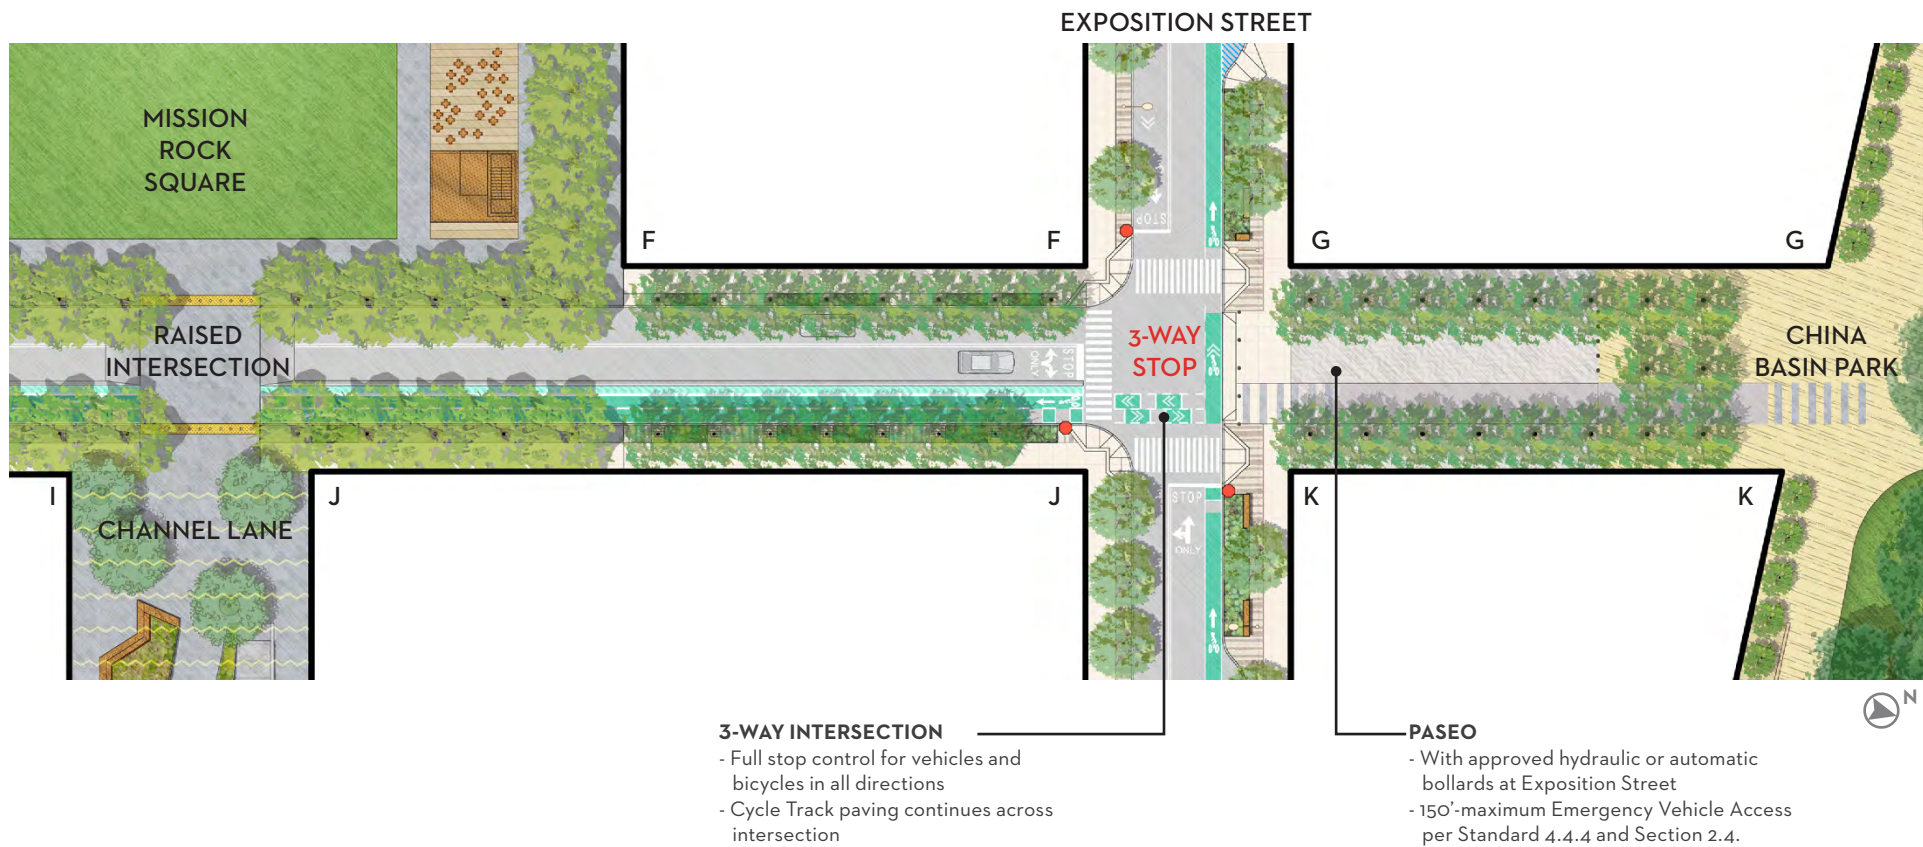 EXPOSITION STREET
MISSION
ROCK
SQUARE
STOP
F
F
G
G
RAISED
INTERSECTION
STOP
ONLY
3-WAY
STOP
CHINA
BASIN PARK
I
J
J
K
K
STOP
ONLY
CHANNEL LANE
N
3-WAY INTERSECTION
- Full stop control for vehicles and
bicycles in all directions
- Cycle Track paving continues across
intersection
PASEO
- With approved hydraulic or automatic
bollards at Exposition Street
- 150'-maximum Emergency Vehicle Access
per Standard 4.4.4 and Section 2.4.